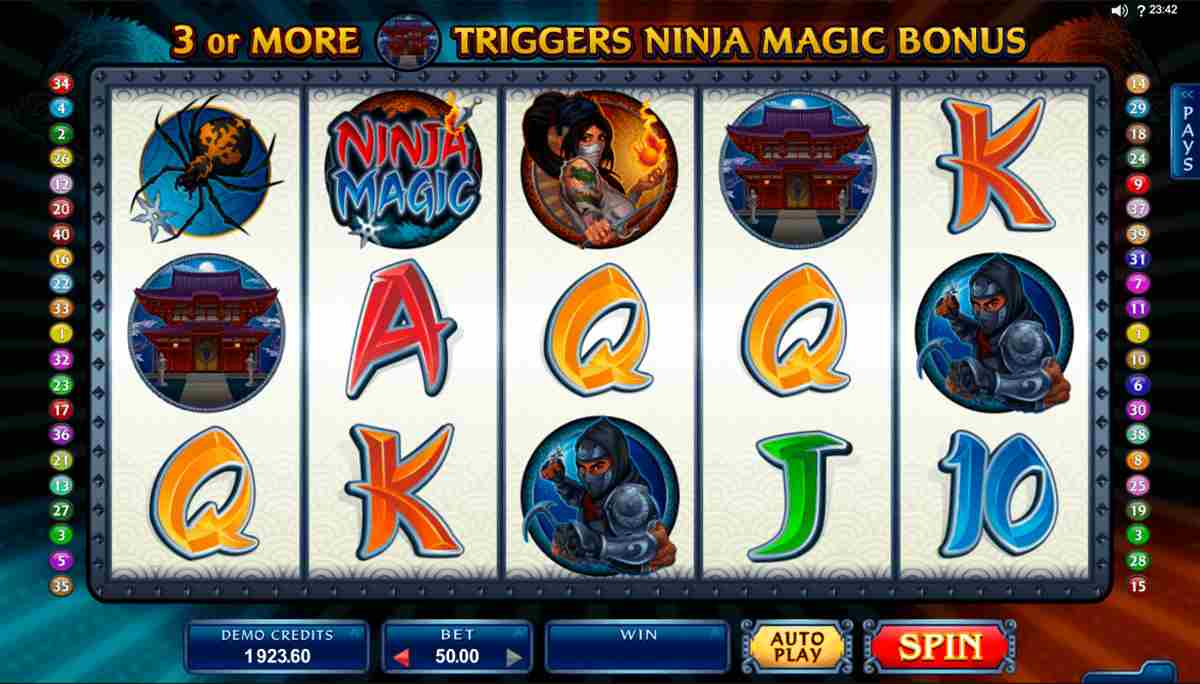 ? 23:42
3 or MORE TRIGGERS NINJA MAGIC BONUS
34
4
2
26
12
20
40
16
22
33
1
32
23
17
36
21
13
27
3
5
35
NINJA
MAGIC
K
A
Q
Q
Q
K
J
10
14
29
18
24
9
37
39
31
7
11
1
10
6
30
38
8
25
19
3
28
15
<<
PAYS
DEMO CREDITS
1 923.60
BET
50.00
WIN
AUTO
PLAY
SPIN